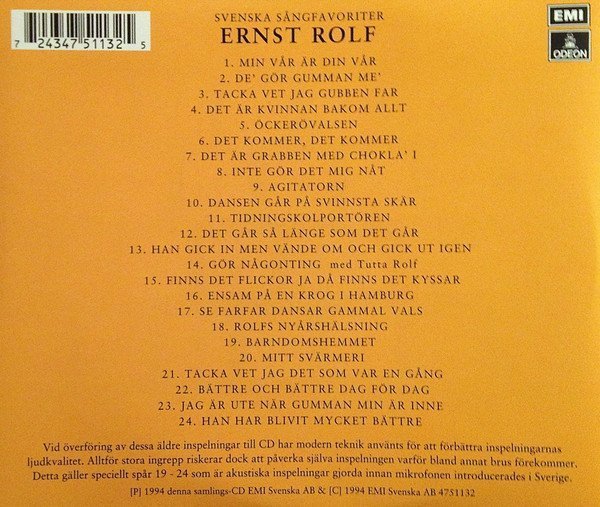 SVENSKA SÅNGFAVORITER
ERNST ROLF
EMI
ODEON
7 24347 51132 5
1. MIN VÅR ÄR DIN VÅR
2. DE' GÖR GUMMAN ME'
3. TACKA VET JAG GUBBEN FAR
4. DET ÄR KVINNAN BAKOM ALLT
5. ÖCKERÖVALSEN
6. DET KOMMER, DET KOMMER
7. DET ÄR GRABBEN MED CHOKLA' I
8. INTE GÖR DET MIG NÅT
9. AGITATORN
10. DANSEN GÅR PÅ SVINNSTA SKÄR
11. TIDNINGSKOLPORTÖREN
12. DET GÅR SÅ LÄNGE SOM DET GÅR
13. HAN GICK IN MEN VÄNDE OM OCH GICK UT IGEN
14. GÖR NÅGONTING med Tutta Rolf
15. FINNS DET FLICKOR JA DÅ FINNS DET KYSSAR
16. ENSAM PÅ EN KROG I HAMBURG
17. SE FARFAR DANSAR GAMMAL VALS
18. ROLFS NYÅRSHÄLSNING
19. BARNDOMSHEMMET
20. MITT SVÄRMERI
21. TACKA VET JAG DET SOM VAR EN GÅNG
22. BÄTTRE OCH BÄTTRE DAG FÖR DAG
23. JAG ÄR UTE NÄR GUMMAN MIN ÄR INNE
24. HAN HAR BLIVIT MYCKET BÄTTRE
Vid överföring av dessa äldre inspelningar till CD har modern teknik använts för att förbättra inspelningarnas
ljudkvalitet. Alltför stora ingrepp riskerar dock att påverka själva inspelningen varför bland annat brus förekommer.
Detta gäller speciellt spår 19 - 24 som är akustiska inspelningar gjorda innan mikrofonen introducerades i Sverige.
[P] 1994 denna samlings-CD EMI Svenska AB & [C] 1994 EMI Svenska AB 4751132